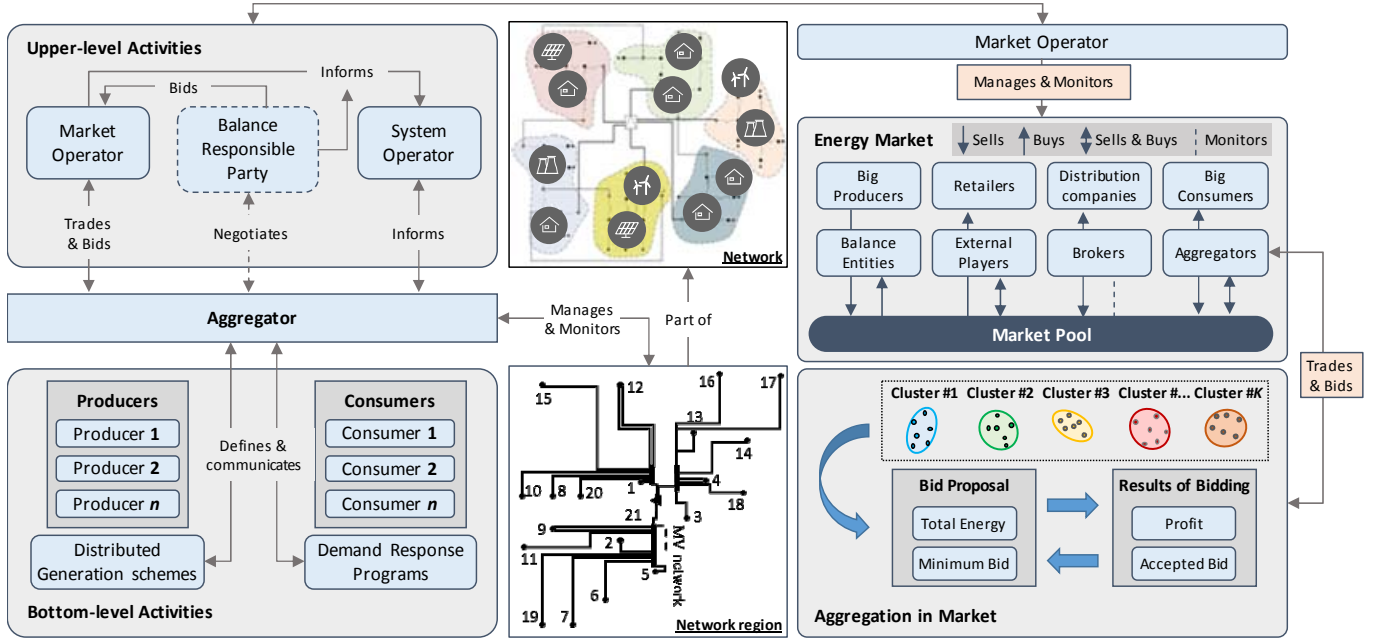 Upper-level Activities
Informs
Bids
Market
Operator
Balance
Responsible
Party
System
Operator
Trades
& Bids
Negotiates
Informs
Aggregator
Producers
Producer 1
Producer 2
Producer n
Consumers
Consumer 1
Consumer 2
Consumer n
Defines &
communicates
Distributed
Generation schemes
Demand Response
Programs
Bottom-level Activities
Network
Manages
& Monitors
Part of
15
12
16
17
13
14
10
8
20
1
4
18
3
21
9
2
11
5
6
19
7
MV network
Network region
Market Operator
Manages & Monitors
Energy Market
Sells
Buys
Sells & Buys
Monitors
Big
Producers
Retailers
Distribution
companies
Big
Consumers
Balance
Entities
External
Players
Brokers
Aggregators
Market Pool
Trades
& Bids
Cluster #1
Cluster #2
Cluster #3
Cluster #...
Cluster #K
Bid Proposal
Total Energy
Minimum Bid
Results of Bidding
Profit
Accepted Bid
Aggregation in Market